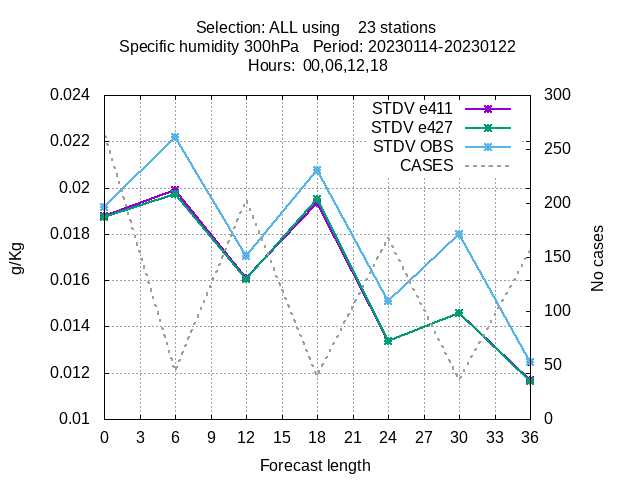 Selection: ALL using    23 stations
Specific humidity 300hPa   Period: 20230114-20230122
Hours:  00,06,12,18
0.024
0.022
0.02
0.018
0.016
0.014
0.012
0.01
g/Kg
STDV e411
STDV e427
STDV OBS
CASES
300
250
200
150
100
50
0
No cases
0 3 6 9 12 15 18 21 24 27 30 33 36
Forecast length